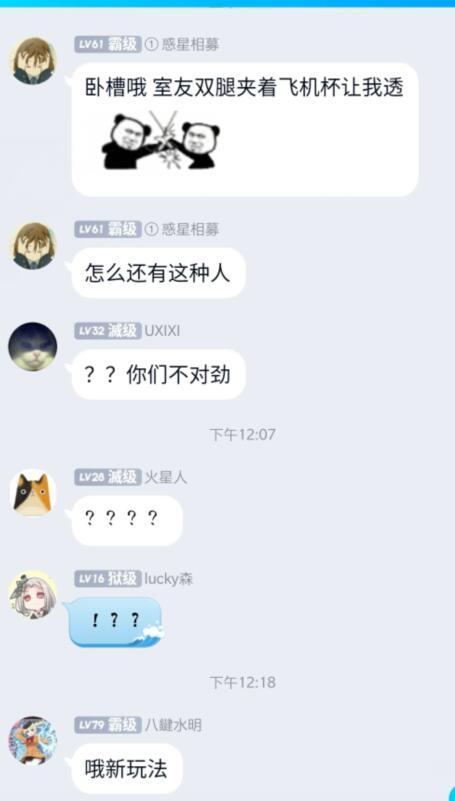 LV61 霸级 ① 惑星相募
卧槽哦 室友双腿夹着飞机杯让我透
LV61 霸级 ① 惑星相募
怎么还有这种人
LV32 滅级 UXIXI
？？你们不对劲
下午12:07
LV28 滅级 火星人
？？？？
LV16 狱级 lucky森
！？？
下午12:18
LV79 霸级 八鍵水明
哦新玩法